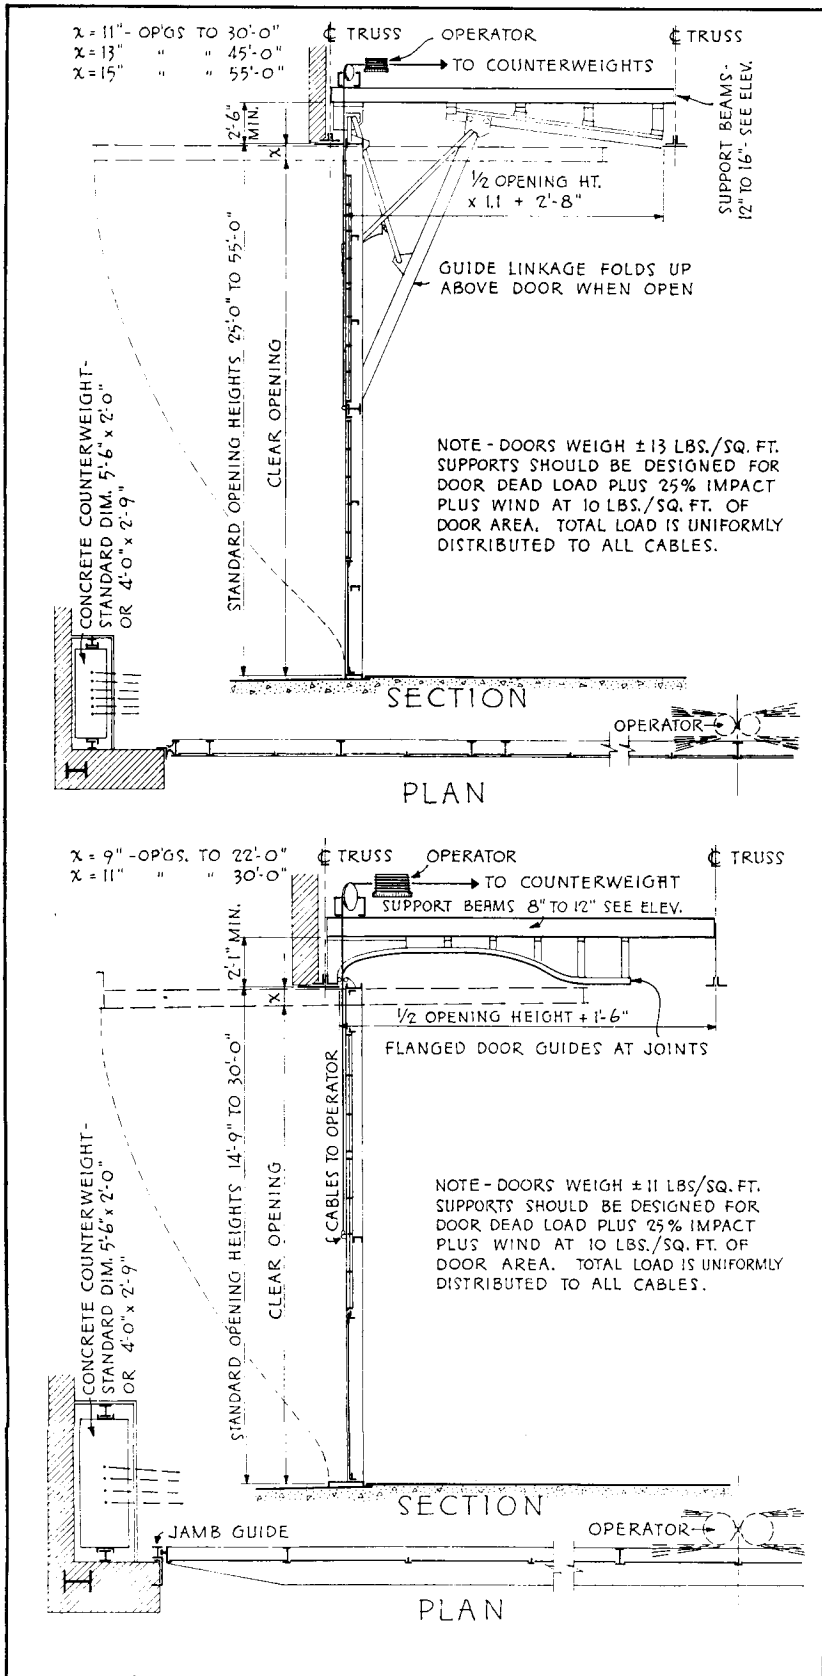 x = 11" - OP'GS TO 30'-0"
x = 13" " " 45'-0"
x = 15" " " 55'-0"
℄ TRUSS
OPERATOR
℄ TRUSS
TO COUNTERWEIGHTS
SUPPORT BEAMS-
12" TO 16"- SEE ELEV.
2'-6"
MIN.
x
1/2 OPENING HT.
x 1.1 + 2'-8"
GUIDE LINKAGE FOLDS UP
ABOVE DOOR WHEN OPEN
STANDARD OPENING HEIGHTS 25'-0" TO 55'-0"
CLEAR OPENING
CONCRETE COUNTERWEIGHT-
STANDARD DIM. 5'-6" x 2'-0"
OR 4'-0" x 2'-9"
NOTE - DOORS WEIGH ± 13 LBS./SQ. FT.
SUPPORTS SHOULD BE DESIGNED FOR
DOOR DEAD LOAD PLUS 25% IMPACT
PLUS WIND AT 10 LBS./SQ. FT. OF
DOOR AREA. TOTAL LOAD IS UNIFORMLY
DISTRIBUTED TO ALL CABLES.
SECTION
OPERATOR
PLAN
x = 9" - OP'GS. TO 22'-0"
x = 11" " " 30'-0"
℄ TRUSS
OPERATOR
℄ TRUSS
TO COUNTERWEIGHT
SUPPORT BEAMS 8" TO 12" SEE ELEV.
2'-1" MIN.
x
1/2 OPENING HEIGHT + 1'-6"
FLANGED DOOR GUIDES AT JOINTS
STANDARD OPENING HEIGHTS 14'-9" TO 30'-0"
CLEAR OPENING
CABLES TO OPERATOR
CONCRETE COUNTERWEIGHT-
STANDARD DIM. 5'-6" x 2'-0"
OR 4'-0" x 2'-9"
NOTE - DOORS WEIGH ± 11 LBS/SQ. FT.
SUPPORTS SHOULD BE DESIGNED FOR
DOOR DEAD LOAD PLUS 25% IMPACT
PLUS WIND AT 10 LBS./SQ. FT. OF
DOOR AREA. TOTAL LOAD IS UNIFORMLY
DISTRIBUTED TO ALL CABLES.
SECTION
JAMB GUIDE
OPERATOR
PLAN